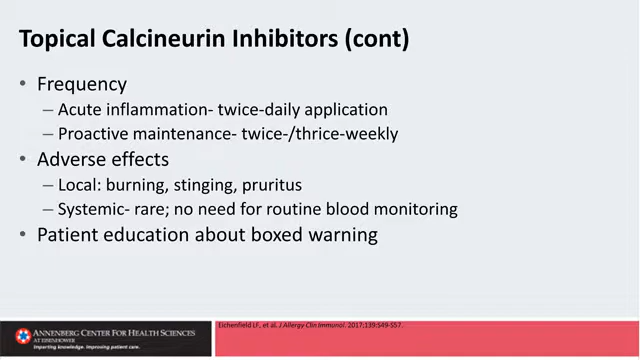 Topical Calcineurin Inhibitors (cont)
• Frequency
– Acute inflammation- twice-daily application
– Proactive maintenance- twice-/thrice-weekly
• Adverse effects
– Local: burning, stinging, pruritus
– Systemic- rare; no need for routine blood monitoring
• Patient education about boxed warning
Eichenfield LF, et al. J Allergy Clin Immunol. 2017;139:S49-S57.
ANNENBERG CENTER FOR HEALTH SCIENCES
AT EISENHOWER
Imparting knowledge. Improving patient care.